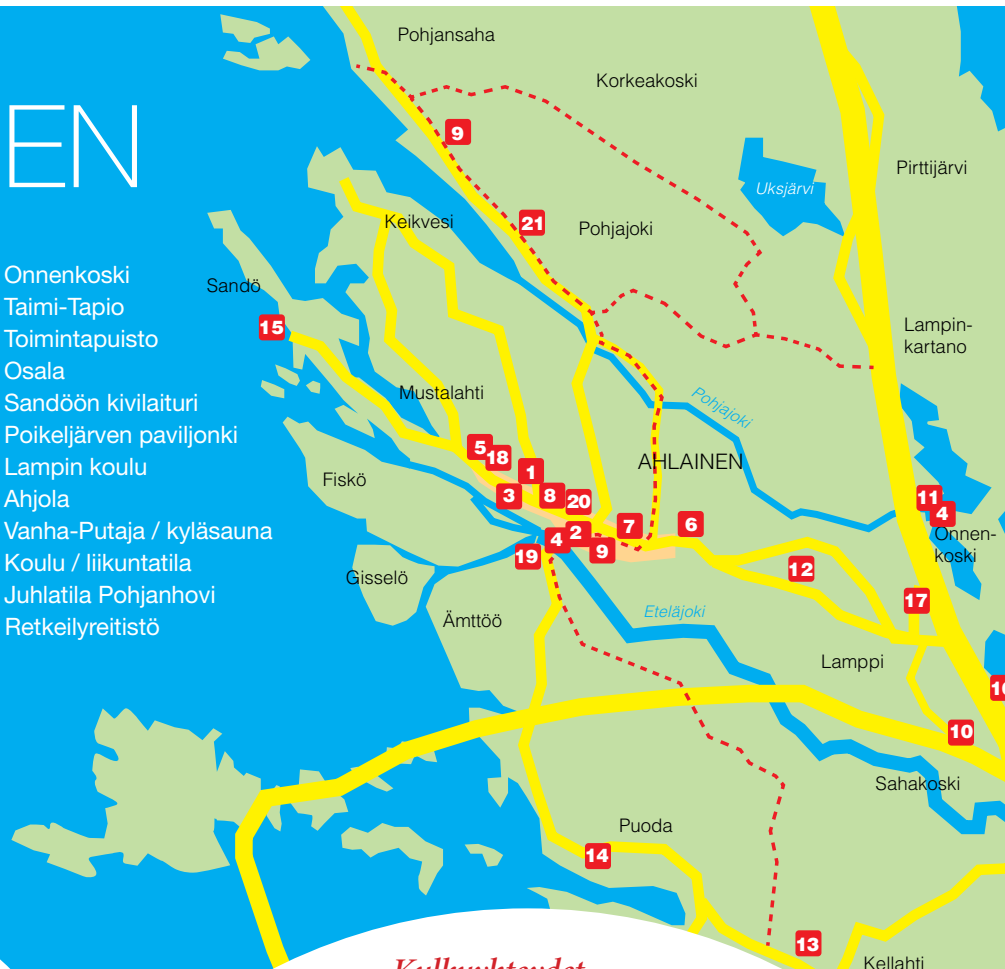 EN
Onnenkoski
Taimi-Tapio
Toimintapuisto
Osala
Sandöön kivilaituri
Poikeljärven paviljonki
Lampin koulu
Ahjola
Vanha-Putaja / kyläsauna
Koulu / liikuntatila
Juhlatila Pohjanhovi
Retkeilyreitistö
Pohjansaha
Korkeakoski
9
Pirttijärvi
Uksjärvi
Keikvesi
21
Pohjajoki
Sandö
15
Lampin-
kartano
Mustalahti
Pohjajoki
5
18
1
AHLAINEN
Fiskö
3
8
20
11
4
7
6
2
4
9
19
Onnen-
koski
Gisselö
12
Ämttöö
Eteläjoki
17
Lamppi
10
Sahakoski
Puoda
14
13
Kellahti